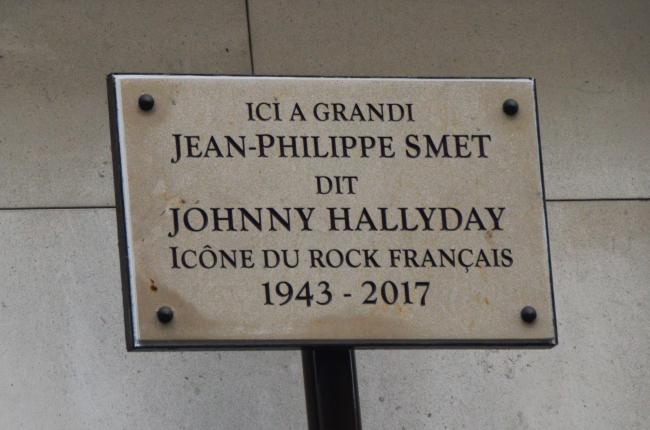 ICI A GRANDI
JEAN-PHILIPPE SMET
DIT
JOHNNY HALLYDAY
ICÔNE DU ROCK FRANÇAIS
1943 - 2017